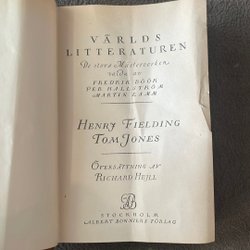 VÄRLDS
LITTERATUREN
De stora Mästerverken
valda av
FREDRIK BÖÖK
PER HALLSTRÖM
MARTIN LAMM
HENRY FIELDING
TOM JONES
ÖVERSÄTTNING AV
RICHARD HEJLL
STOCKHOLM
ALBERT BONNIERS FÖRLAG